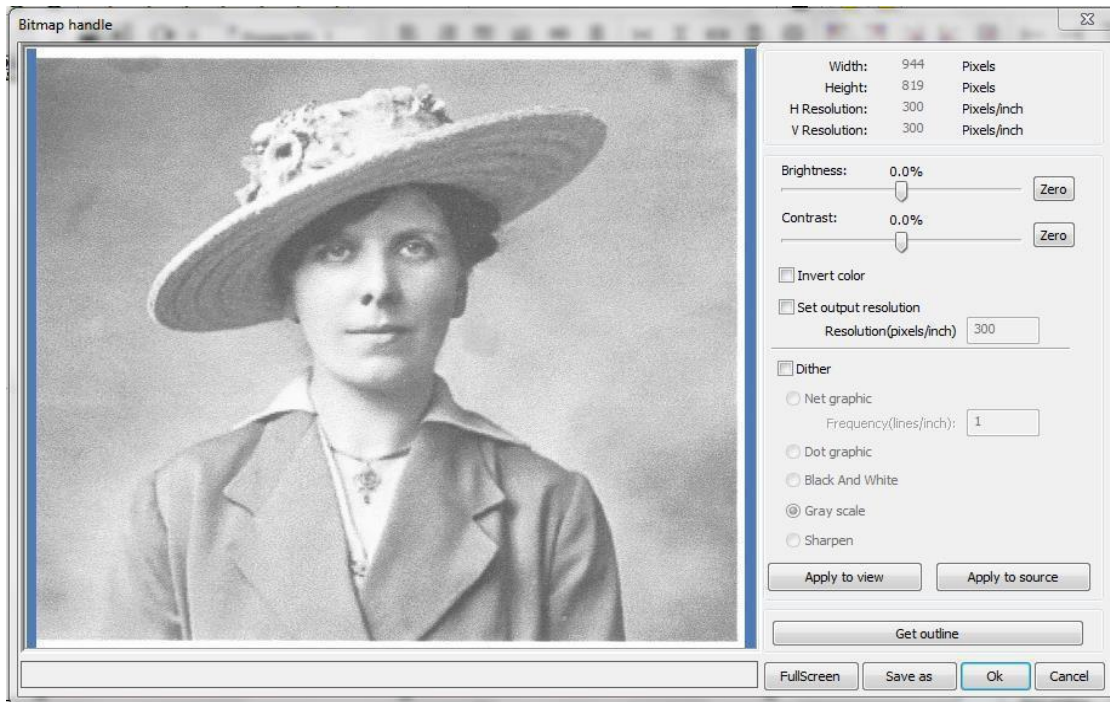 Bitmap handle
Width: 944 Pixels
Height: 819 Pixels
H Resolution: 300 Pixels/inch
V Resolution: 300 Pixels/inch
Brightness: 0.0%
Zero
Contrast: 0.0%
Zero
Invert color
Set output resolution
Resolution(pixels/inch) 300
Dither
Net graphic
Frequency(lines/inch): 1
Dot graphic
Black And White
Gray scale
Sharpen
Apply to view Apply to source
Get outline
FullScreen Save as Ok Cancel